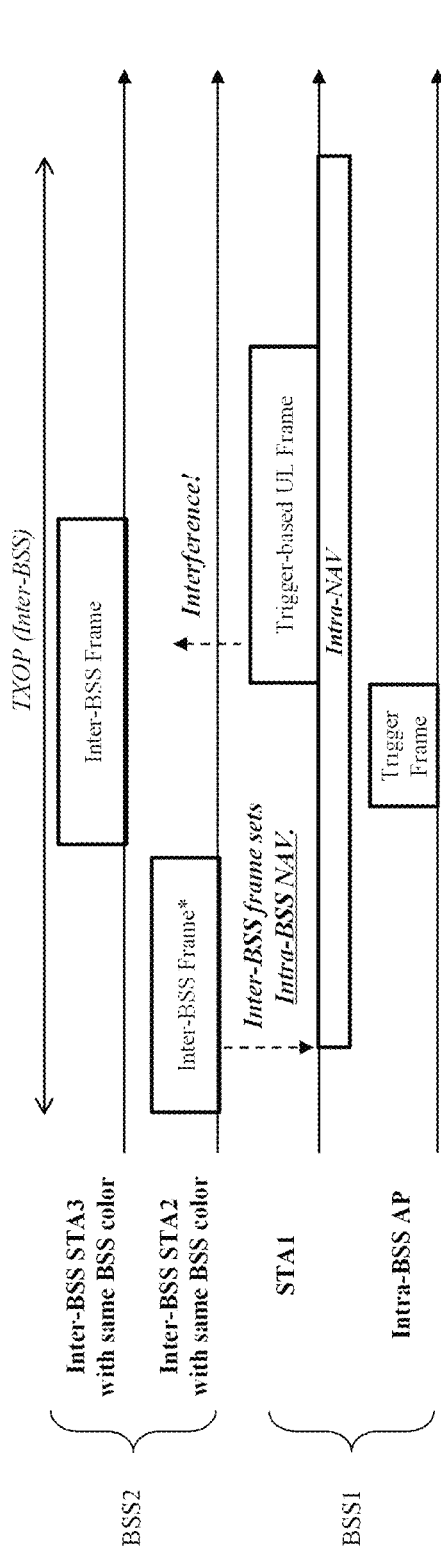 TXOP (Inter-BSS)
BSS2
Inter-BSS STA3
with same BSS color
Inter-BSS Frame
Inter-BSS STA2
with same BSS color
Inter-BSS Frame*
Interference!
Inter-BSS frame sets
Intra-BSS NAV.
BSS1
STA1
Trigger-based UL Frame
Intra-NAV
Intra-BSS AP
Trigger
Frame